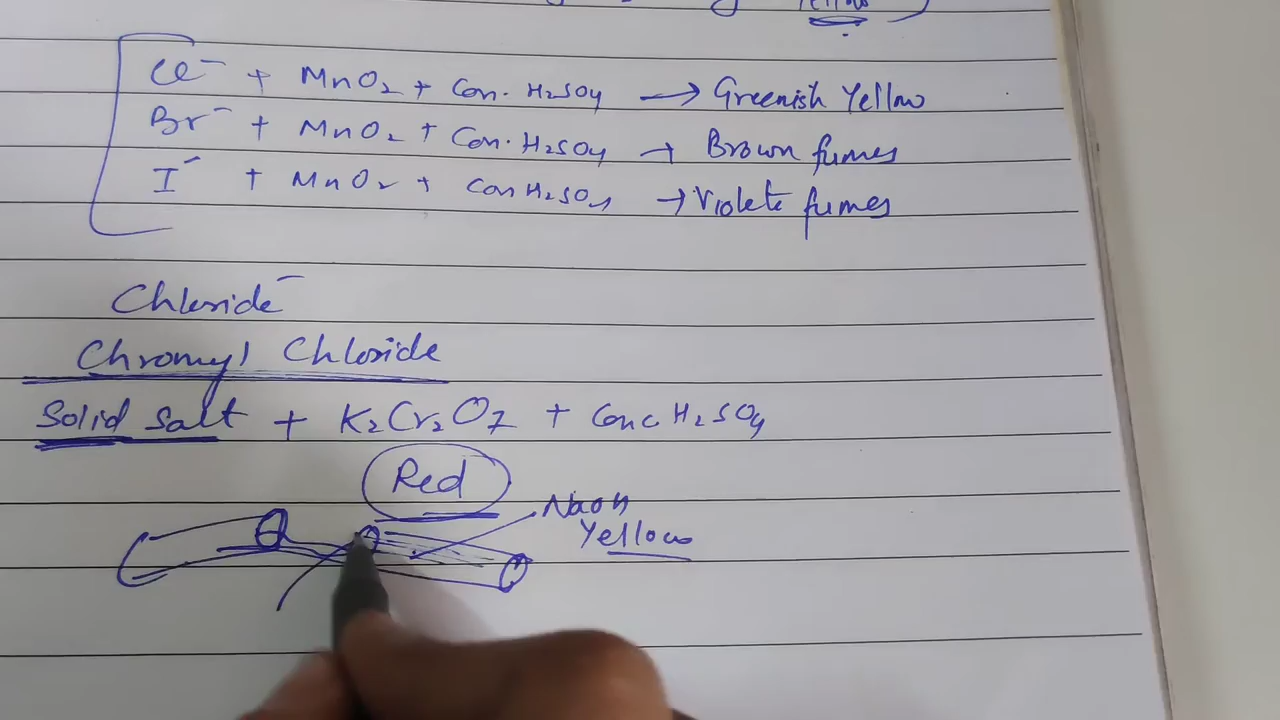 Yellow
Cl⁻ + MnO₂ + Con. H₂SO₄ → Greenish Yellow
Br⁻ + MnO₂ + Con. H₂SO₄ → Brown fumes
I⁻ + MnO₂ + Con H₂SO₄ → Violete fumes
Chloride⁻
Chromyl Chloride
Solid salt + K₂Cr₂O₇ + Conc H₂SO₄
Red
NaOH
Yellow